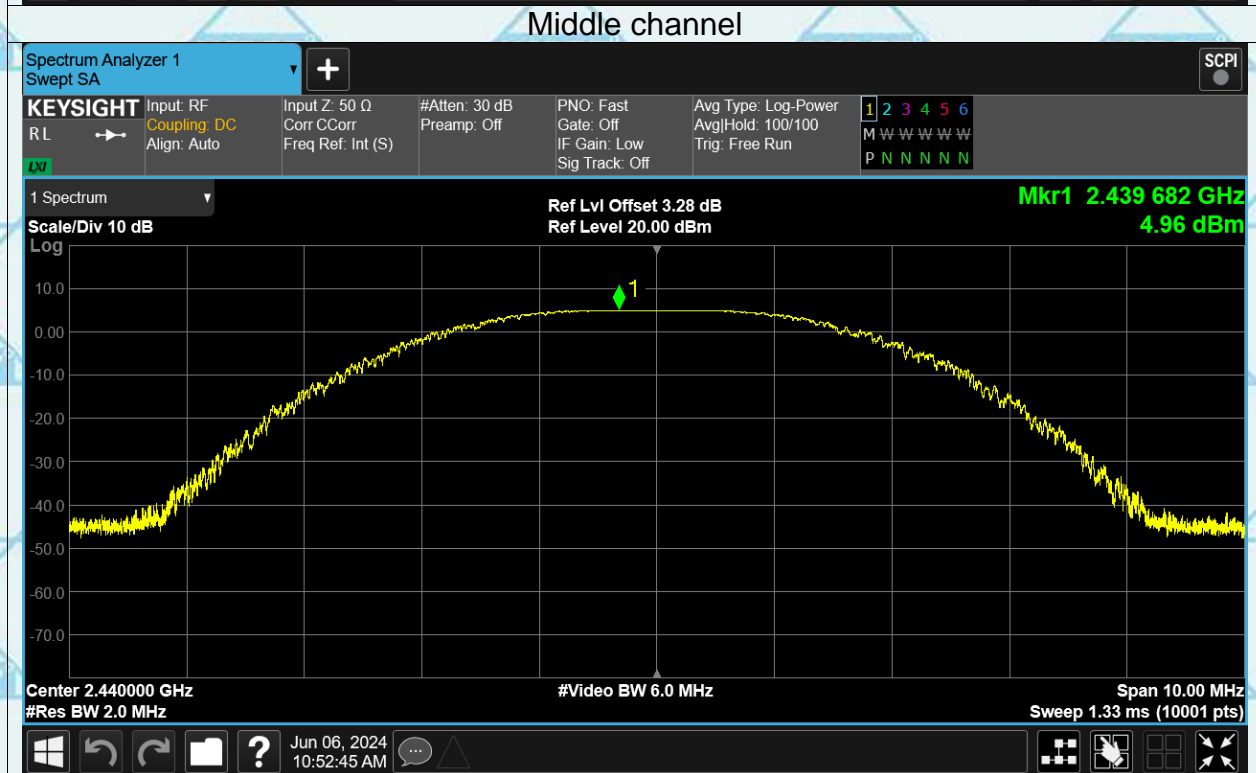 Middle channel
Spectrum Analyzer 1
Swept SA
SCPI
KEYSIGHT
R L
LXI
Input: RF
Coupling: DC
Align: Auto
Input Z: 50 Ω
Corr CCorr
Freq Ref: Int (S)
#Atten: 30 dB
Preamp: Off
PNO: Fast
Gate: Off
IF Gain: Low
Sig Track: Off
Avg Type: Log-Power
Avg|Hold: 100/100
Trig: Free Run
1 2 3 4 5 6
M W W W W W
P N N N N N
1 Spectrum
Scale/Div 10 dB
Ref Lvl Offset 3.28 dB
Ref Level 20.00 dBm
Mkr1 2.439 682 GHz
4.96 dBm
Log
10.0
0.00
-10.0
-20.0
-30.0
-40.0
-50.0
-60.0
-70.0
1
Center 2.440000 GHz
#Res BW 2.0 MHz
#Video BW 6.0 MHz
Span 10.00 MHz
Sweep 1.33 ms (10001 pts)
?
Jun 06, 2024
10:52:45 AM